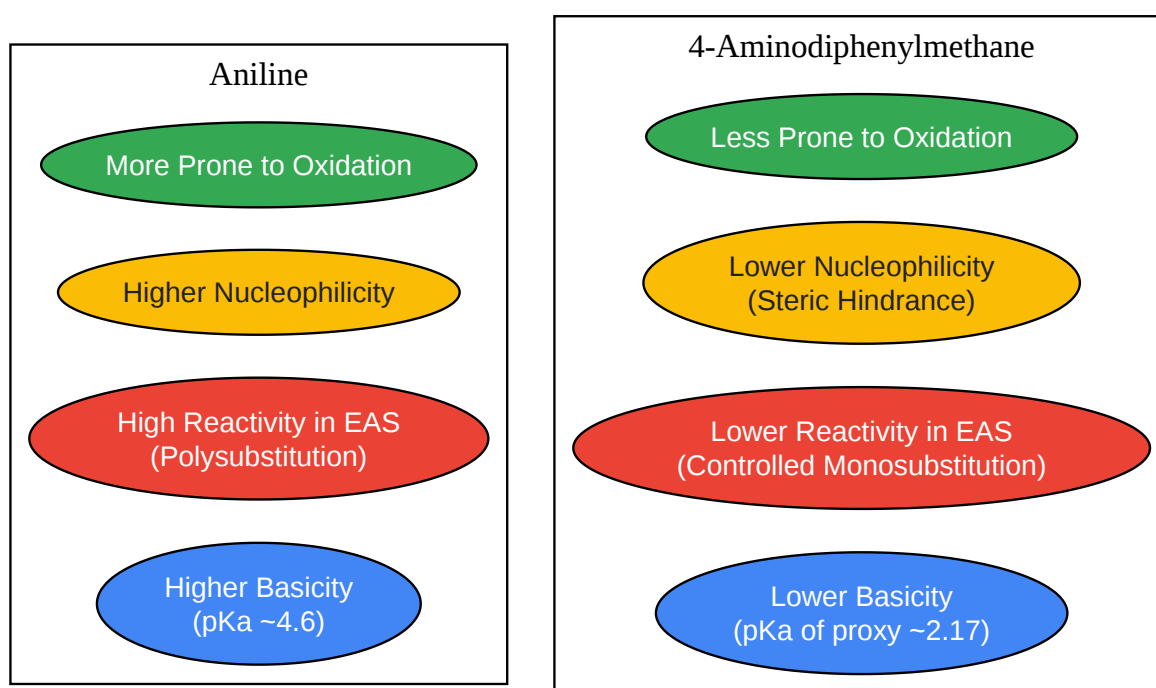 Aniline
More Prone to Oxidation
Higher Nucleophilicity
High Reactivity in EAS
(Polysubstitution)
Higher Basicity
(pKa ~4.6)
4-Aminodiphenylmethane
Less Prone to Oxidation
Lower Nucleophilicity
(Steric Hindrance)
Lower Reactivity in EAS
(Controlled Monosubstitution)
Lower Basicity
(pKa of proxy ~2.17)